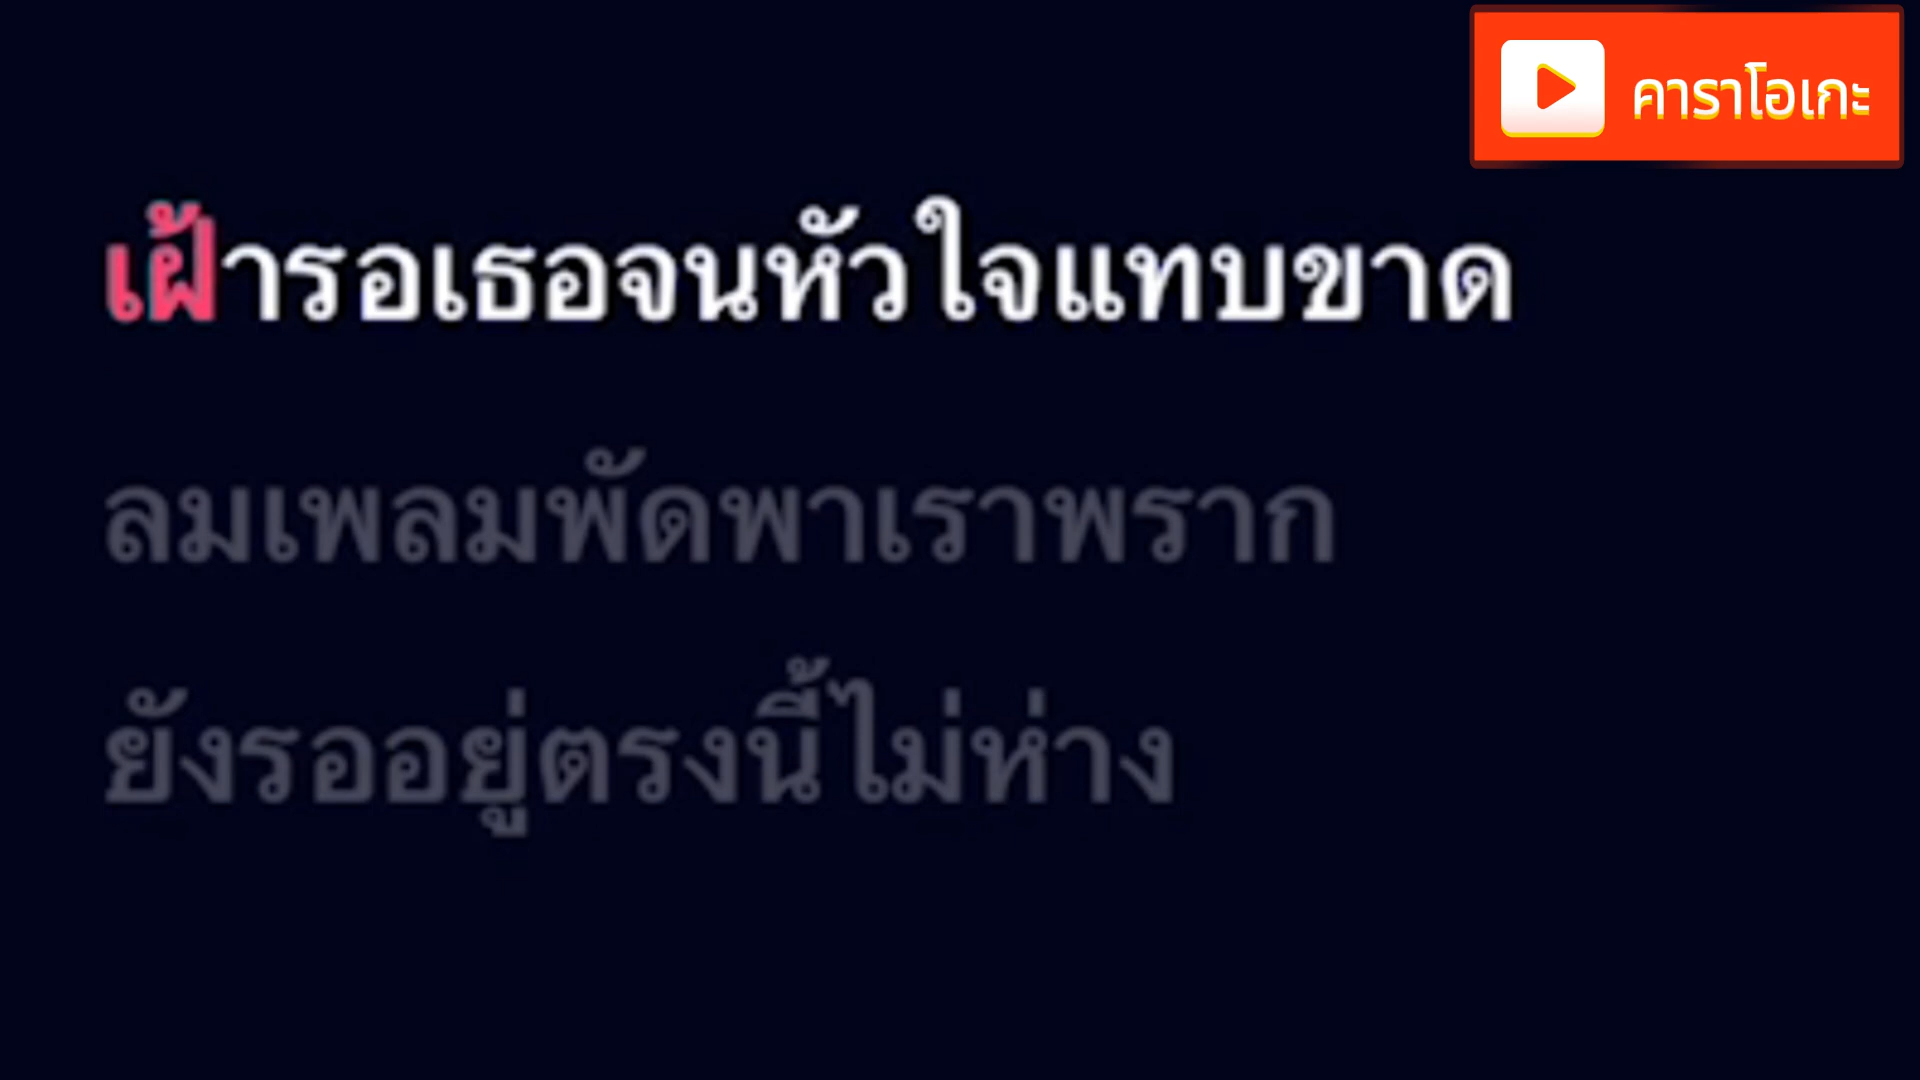 คาราโอเกะ
เฝ้ารอเธอจนหัวใจแทบขาด
ลมเพลมพัดพาเราพราก
ยังรออยู่ตรงนี้ไม่ห่าง